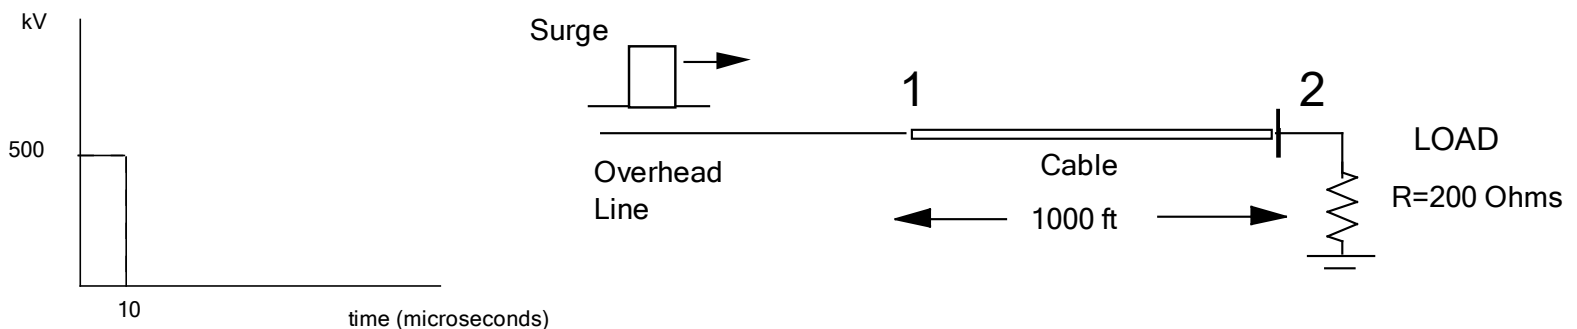 kV
500
10
time (microseconds)
Surge
1
2
Overhead
Line
Cable
1000 ft
LOAD
R=200 Ohms